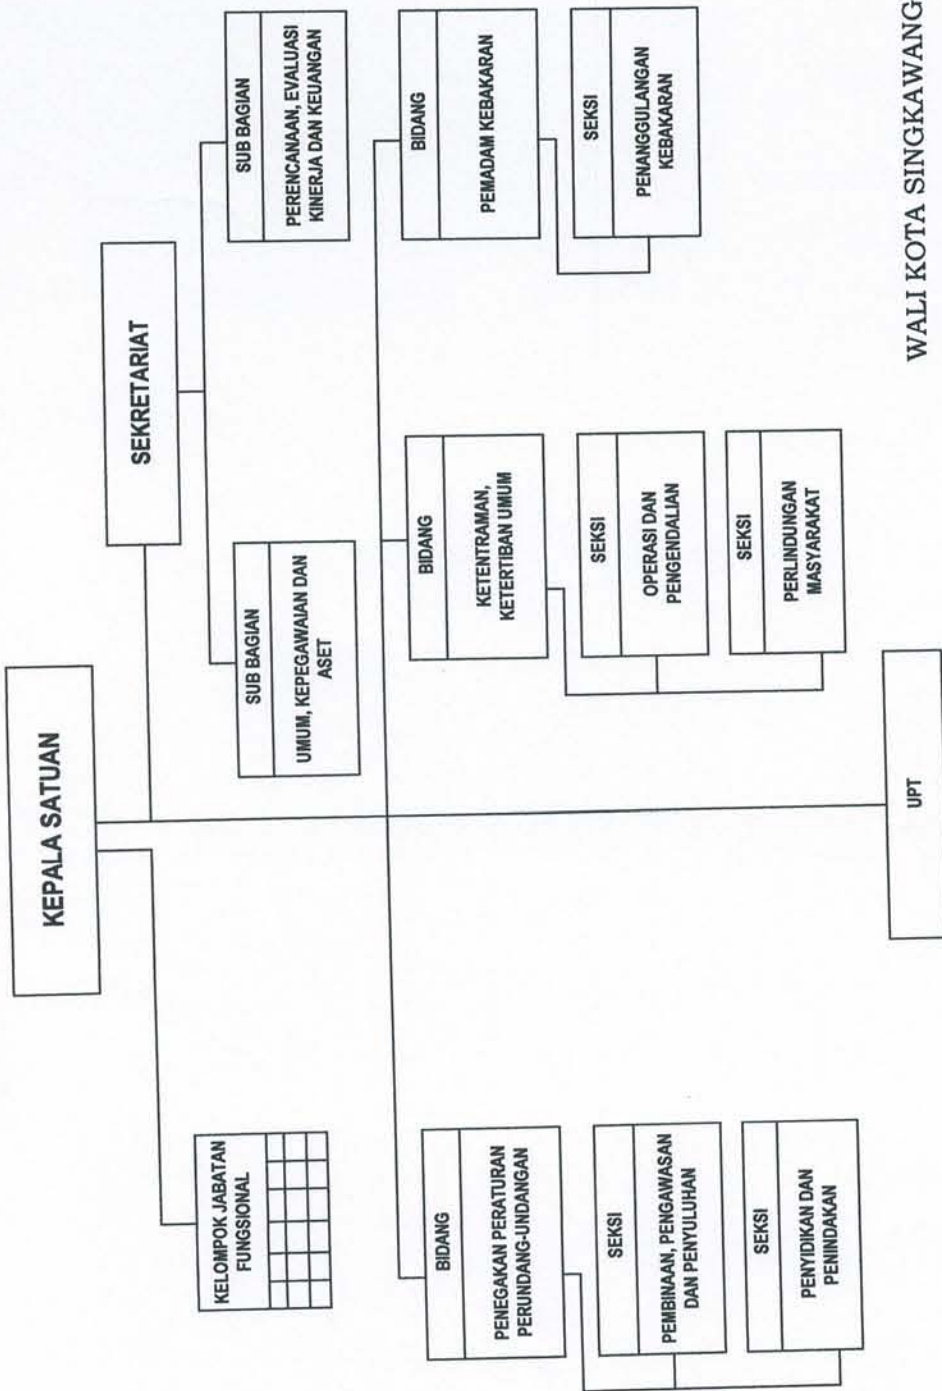 KEPALA SATUAN
SEKRETARIAT
KELOMPOK JABATAN
FUNGSIONAL
SUB BAGIAN
UMUM, KEPEGAWAIAN DAN
ASET
SUB BAGIAN
PERENCANAAN, EVALUASI
KINERJA DAN KEUANGAN
BIDANG
PENEGAKAN PERATURAN
PERUNDANG-UNDANGAN
SEKSI
PEMBINAAN, PENGAWASAN
DAN PENYULUHAN
SEKSI
PENYIDIKAN DAN
PENINDAKAN
BIDANG
KETENTRAMAN,
KETERTIBAN UMUM
SEKSI
OPERASI DAN
PENGENDALIAN
SEKSI
PERLINDUNGAN
MASYARAKAT
BIDANG
PEMADAM KEBAKARAN
SEKSI
PENANGGULANGAN
KEBAKARAN
UPT
WALI KOTA SINGKAWANG